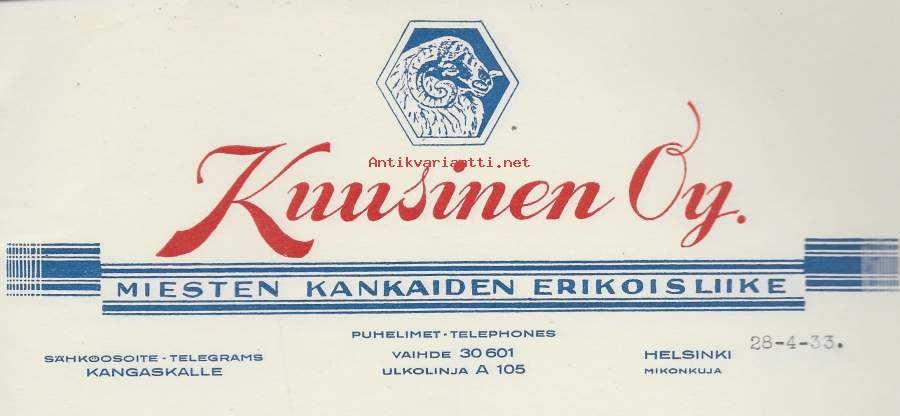 Antikvariaatti.net
Kuusinen Oy.
MIESTEN KANKAIDEN ERIKOISLIIKE
SÄHKÖOSOITE - TELEGRAMS
KANGASKALLE
PUHELIMET - TELEPHONES
VAIHDE 30 601
ULKOLINJA A 105
HELSINKI
MIKONKUJA
28-4-33.